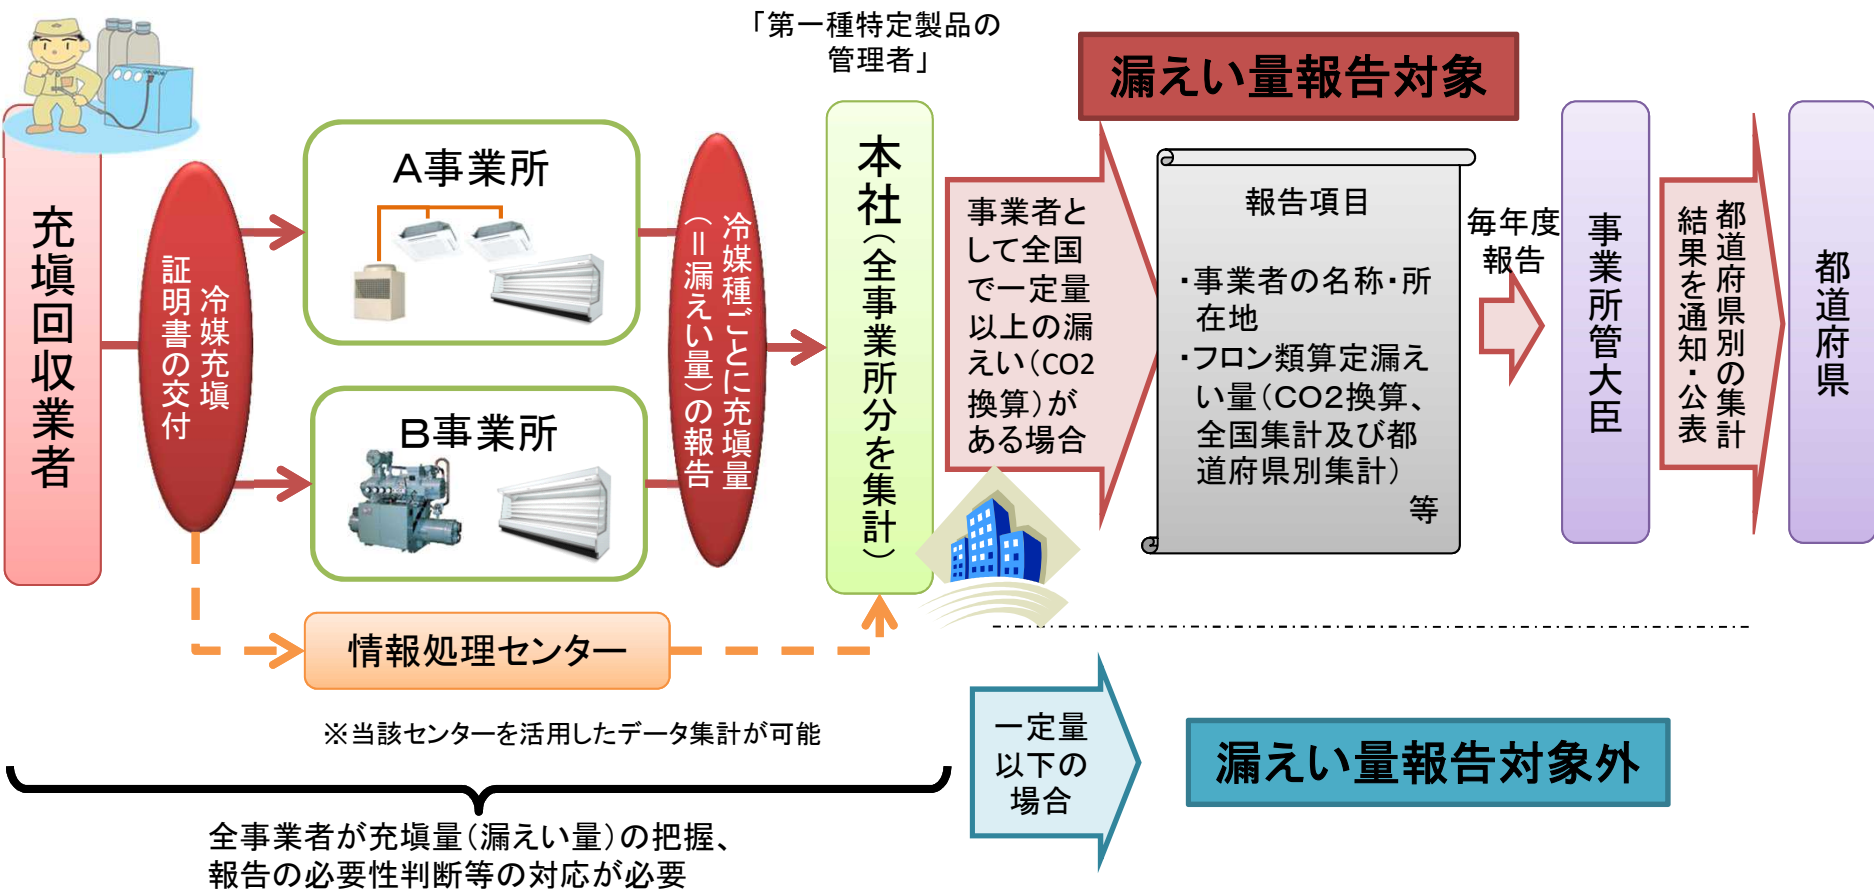 「第一種特定製品の
管理者」
漏えい量報告対象
充塡回収業者
冷媒充塡
証明書の交付
A事業所
B事業所
冷媒種ごとに充塡量
(＝漏えい量)の報告
本社(全事業所分を集計)
事業者と
して全国
で一定量
以上の漏
えい(CO2
換算)が
ある場合
報告項目
・事業者の名称・所
在地
・フロン類算定漏え
い量(CO2換算、
全国集計及び都
道府県別集計)
等
毎年度
報告
事業所管大臣
都道府県別の集計
結果を通知・公表
都道府県
情報処理センター
※当該センターを活用したデータ集計が可能
一定量
以下の
場合
漏えい量報告対象外
全事業者が充塡量(漏えい量)の把握、
報告の必要性判断等の対応が必要